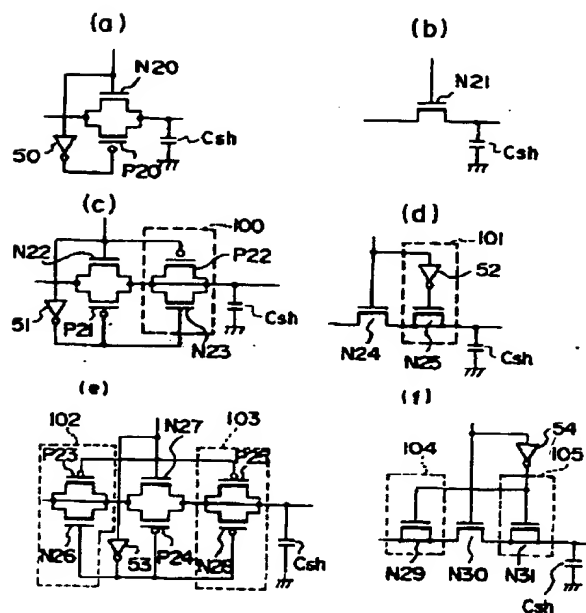 (a)
N20
50
P20
Csh
(b)
N21
Csh
(c)
100
N22
P22
51
P21
N23
Csh
(d)
101
52
N24
N25
Csh
(e)
102
103
N27
P23
N26
53
P24
N28
Csh
(f)
54
104
105
N29
N30
N31
Csh